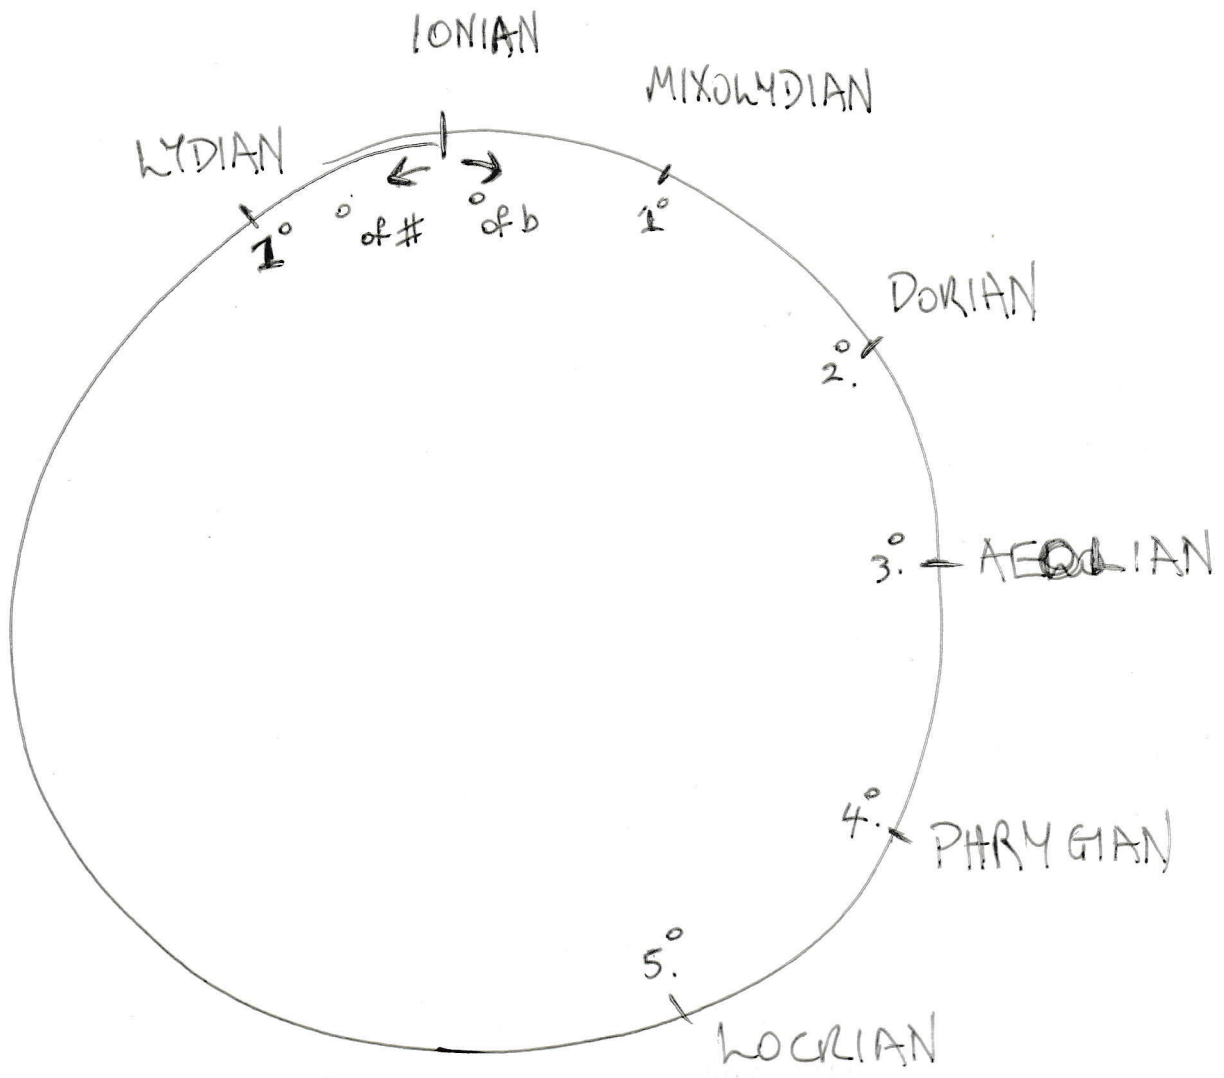 IONIAN
MIXOLYDIAN
LYDIAN
1°
° of #
° of b
1°
DORIAN
2.°
3.°
AEOLIAN
4.°
PHRYGIAN
5.°
LOCRIAN